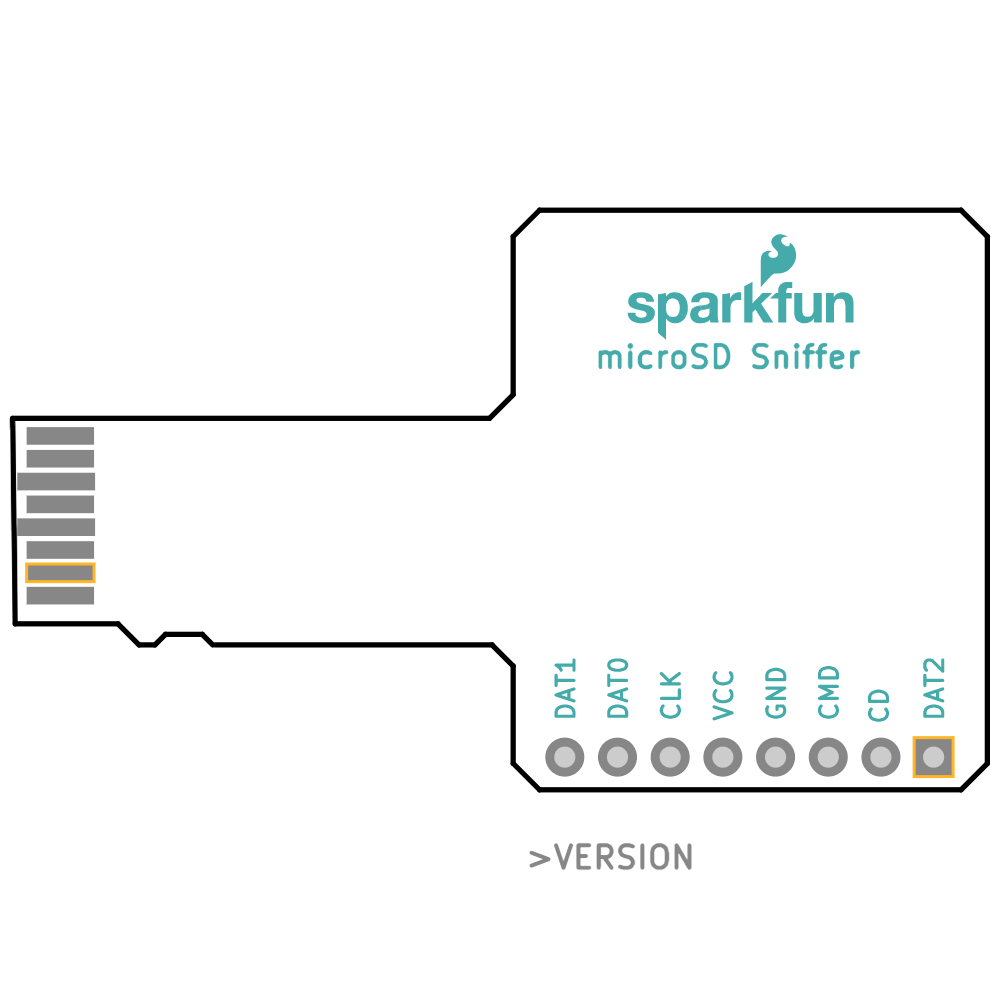 sparkfun
microSD Sniffer
DAT1
DAT0
CLK
VCC
GND
CMD
CD
DAT2
>VERSION